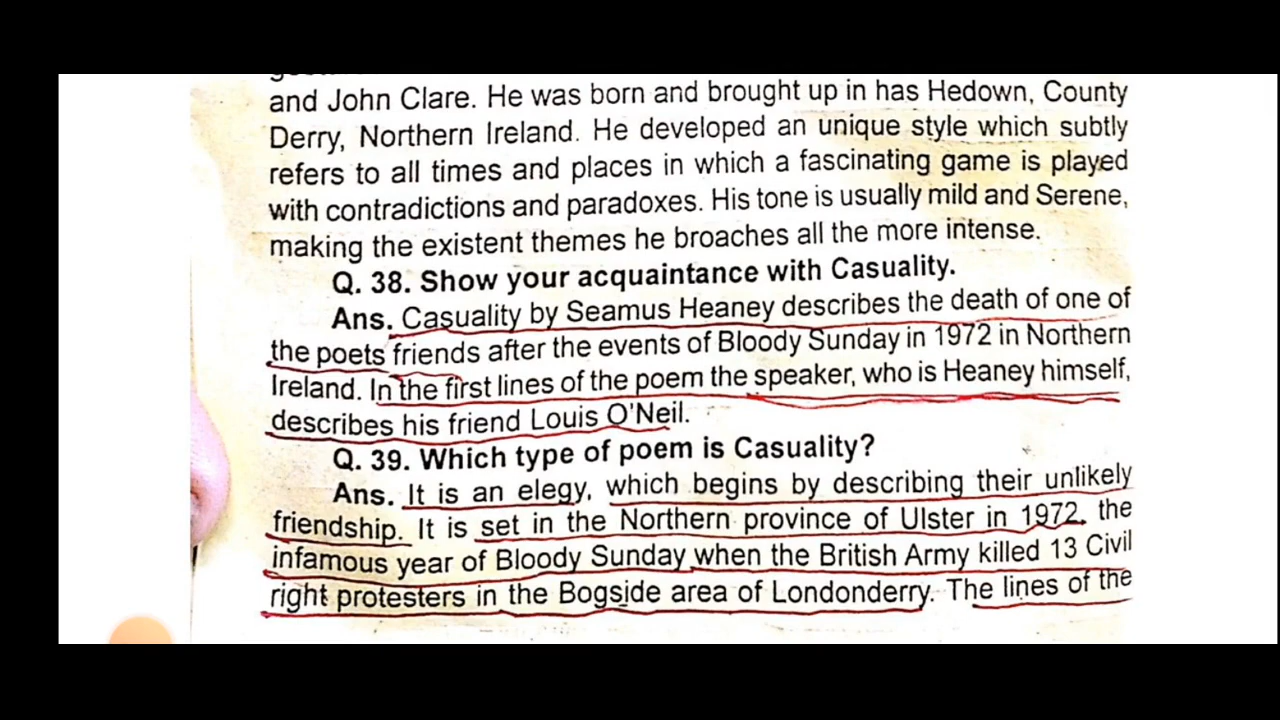 and John Clare. He was born and brought up in has Hedown, County
Derry, Northern Ireland. He developed an unique style which subtly
refers to all times and places in which a fascinating game is played
with contradictions and paradoxes. His tone is usually mild and Serene,
making the existent themes he broaches all the more intense.
Q. 38. Show your acquaintance with Casuality.
Ans. Casuality by Seamus Heaney describes the death of one of
the poets friends after the events of Bloody Sunday in 1972 in Northern
Ireland. In the first lines of the poem the speaker, who is Heaney himself,
describes his friend Louis O'Neil.
Q. 39. Which type of poem is Casuality?
Ans. It is an elegy, which begins by describing their unlikely
friendship. It is set in the Northern province of Ulster in 1972, the
infamous year of Bloody Sunday when the British Army killed 13 Civil
right protesters in the Bogside area of Londonderry. The lines of the